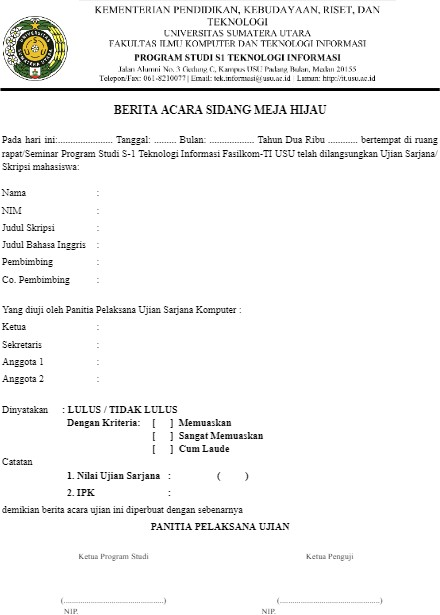 KEMENTERIAN PENDIDIKAN, KEBUDAYAAN, RISET, DAN
TEKNOLOGI
UNIVERSITAS SUMATERA UTARA
FAKULTAS ILMU KOMPUTER DAN TEKNOLOGI INFORMASI
PROGRAM STUDI S1 TEKNOLOGI INFORMASI
Jalan Alumni No. 3 Gedung C, Kampus USU Padang Bulan, Medan 20155
Telepon/Fax: 061-8210077 | Email: tek.informasi@usu.ac.id | Laman: http://it.usu.ac.id
BERITA ACARA SIDANG MEJA HIJAU
Pada hari ini:...................... Tanggal: ......... Bulan: .................. Tahun Dua Ribu ............ bertempat di ruang
rapat/Seminar Program Studi S-1 Teknologi Informasi Fasilkom-TI USU telah dilangsungkan Ujian Sarjana/
Skripsi mahasiswa:
Nama :
NIM :
Judul Skripsi :
Judul Bahasa Inggris :
Pembimbing :
Co. Pembimbing :
Yang diuji oleh Panitia Pelaksana Ujian Sarjana Komputer :
Ketua :
Sekretaris :
Anggota 1 :
Anggota 2 :
Dinyatakan : LULUS / TIDAK LULUS
Dengan Kriteria: [ ] Memuaskan
[ ] Sangat Memuaskan
[ ] Cum Laude
Catatan
1. Nilai Ujian Sarjana : ( )
2. IPK :
demikian berita acara ujian ini diperbuat dengan sebenarnya
PANITIA PELAKSANA UJIAN
Ketua Program Studi Ketua Penguji
(..........................................) (..........................................)
NIP. NIP.